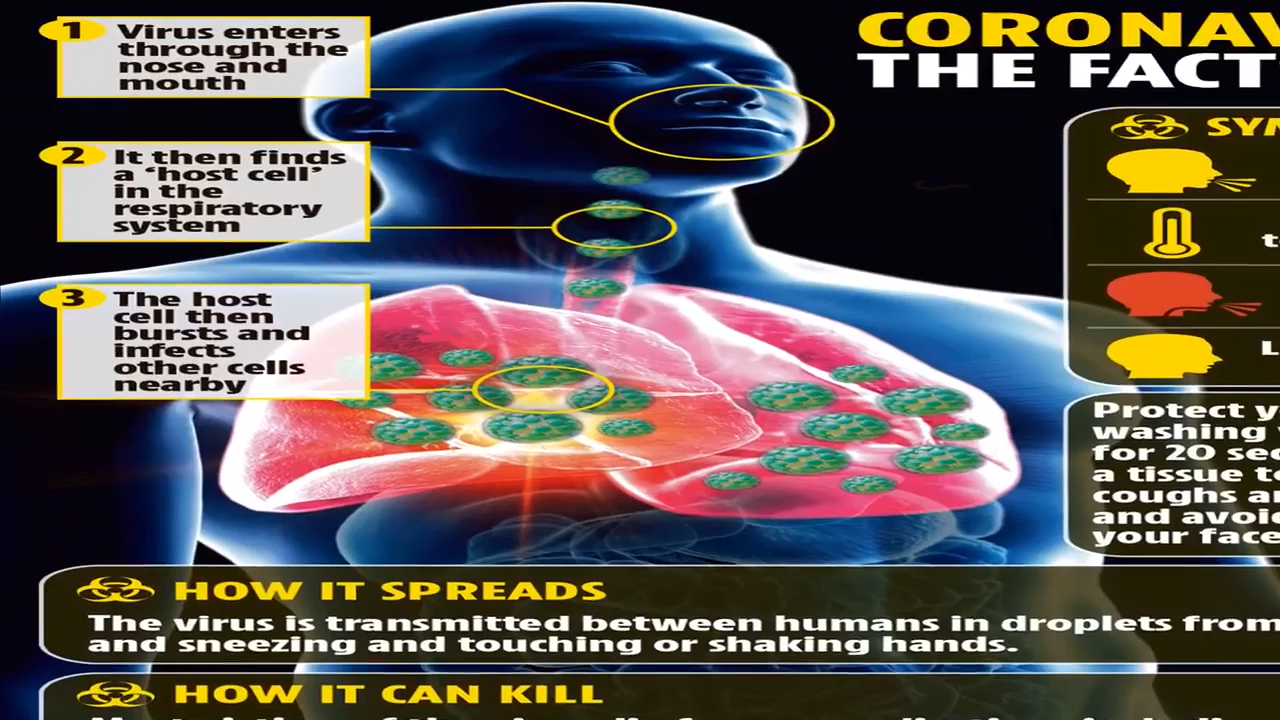 1 Virus enters
through the
nose and
mouth
2 It then finds
a ‘host cell’
in the
respiratory
system
3 The host
cell then
bursts and
infects
other cells
nearby
CORONAV
THE FACT
SYM
t
L
Protect y
washing
for 20 sec
a tissue to
coughs a
and avoid
your face
HOW IT SPREADS
The virus is transmitted between humans in droplets from
and sneezing and touching or shaking hands.
HOW IT CAN KILL